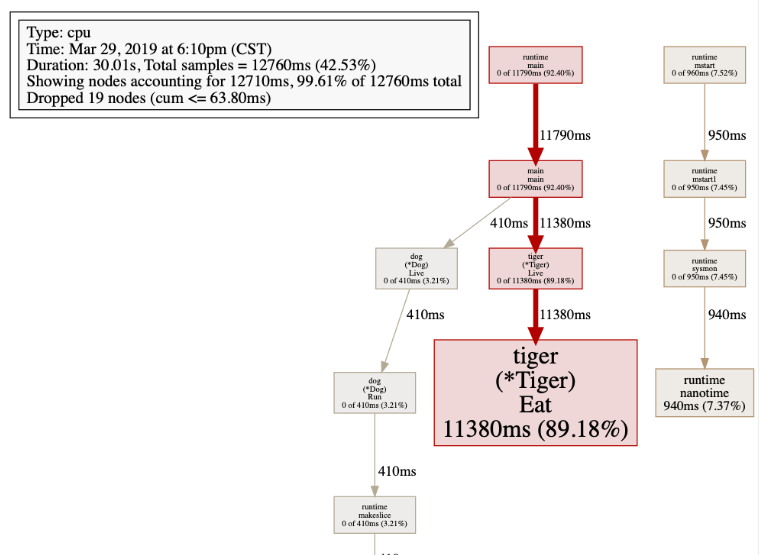 Type: cpu
Time: Mar 29, 2019 at 6:10pm (CST)
Duration: 30.01s, Total samples = 12760ms (42.53%)
Showing nodes accounting for 12710ms, 99.61% of 12760ms total
Dropped 19 nodes (cum <= 63.80ms)
runtime
main
0 of 11790ms (92.40%)
runtime
mstart
0 of 960ms (7.52%)
11790ms
950ms
main
main
0 of 11790ms (92.40%)
runtime
mstart1
0 of 950ms (7.45%)
410ms
11380ms
950ms
dog
(*Dog)
Live
0 of 410ms (3.21%)
tiger
(*Tiger)
Live
0 of 11380ms (89.18%)
runtime
sysmon
0 of 950ms (7.45%)
410ms
11380ms
940ms
dog
(*Dog)
Run
0 of 410ms (3.21%)
tiger
(*Tiger)
Eat
11380ms (89.18%)
runtime
nanotime
940ms (7.37%)
410ms
runtime
makeslice
0 of 410ms (3.21%)